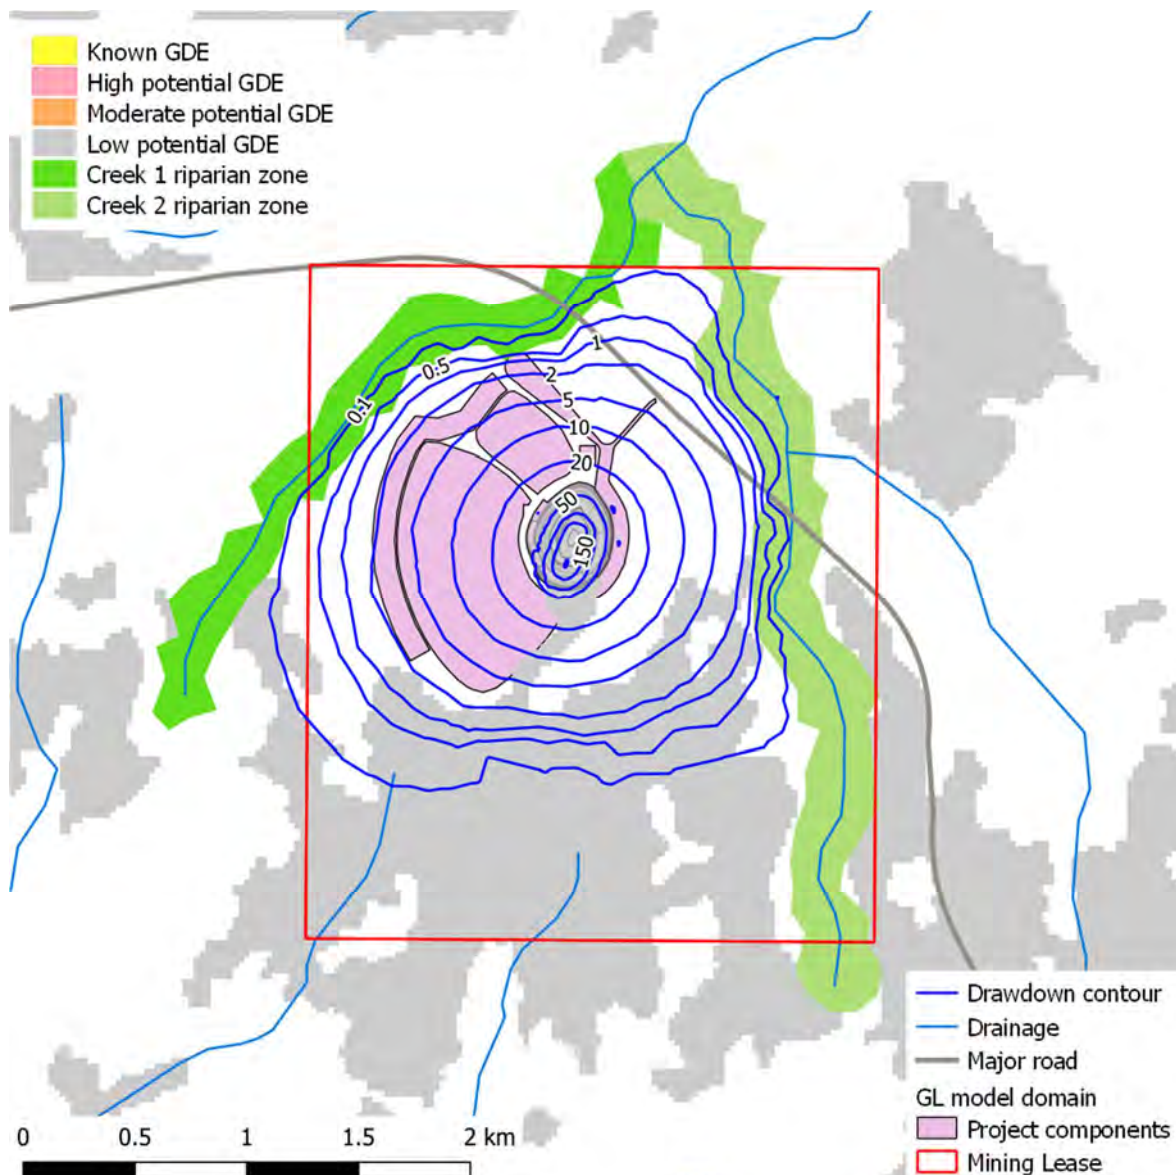 Known GDE
High potential GDE
Moderate potential GDE
Low potential GDE
Creek 1 riparian zone
Creek 2 riparian zone
1
0.5
2
0.1
5
10
20
50
150
Drawdown contour
Drainage
Major road
GL model domain
Project components
Mining Lease
0 0.5 1 1.5 2 km